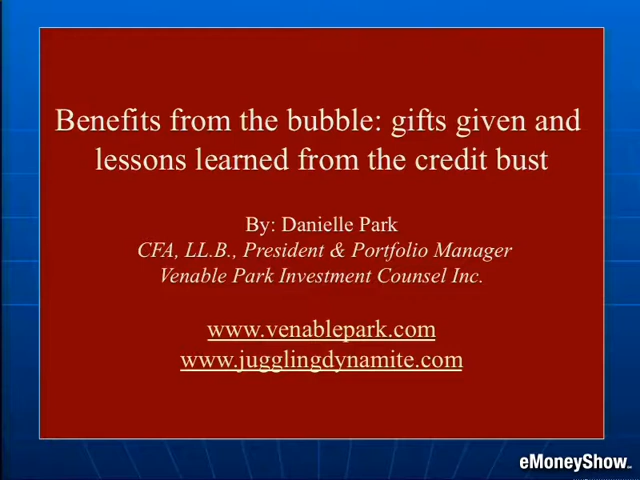 Benefits from the bubble: gifts given and
lessons learned from the credit bust
By: Danielle Park
CFA, LL.B., President & Portfolio Manager
Venable Park Investment Counsel Inc.
www.venablepark.com
www.jugglingdynamite.com
eMoneyShow